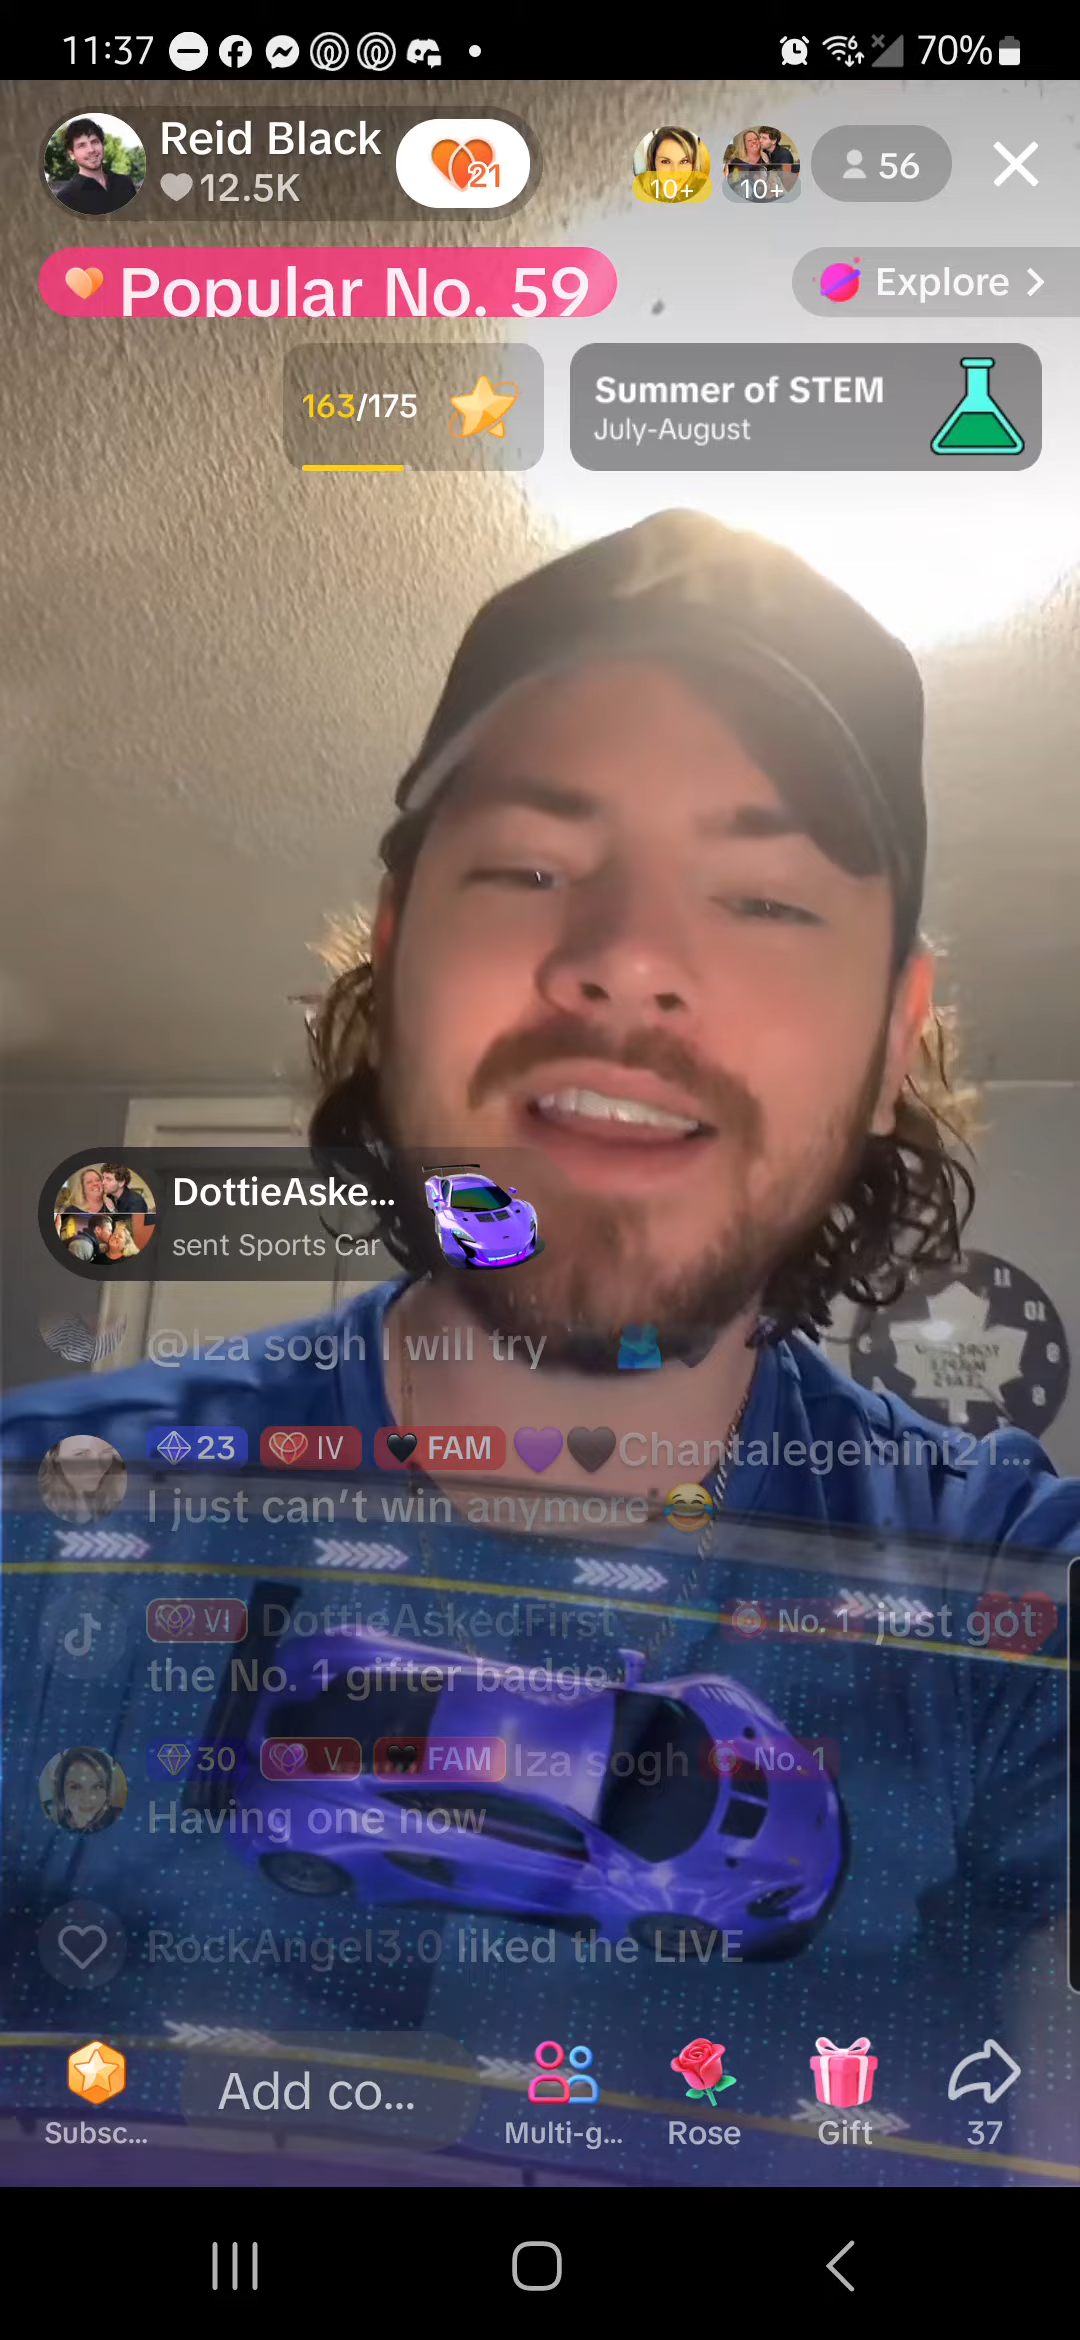 11:37
70%
Reid Black
12.5K
21
10+
10+
56
Popular No. 59
Explore >
163/175
Summer of STEM
July-August
DottieAske...
sent Sports Car
@Iza sogh I will try
23 IV FAM Chantalegemini21...
I just can't win anymore 😂
VI DottieAskedFirst No. 1 just got
the No. 1 gifter badge
30 V FAM Iza sogh No. 1
Having one now
RockAngel3.0 liked the LIVE
Subsc...
Add co...
Multi-g...
Rose
Gift
37